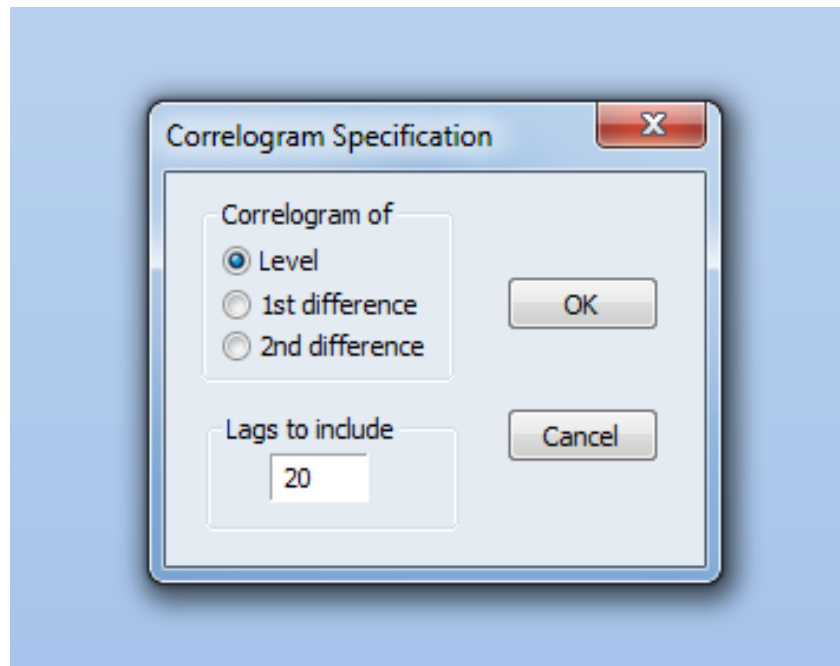 Correlogram Specification
Correlogram of
Level
1st difference
2nd difference
OK
Lags to include
20
Cancel